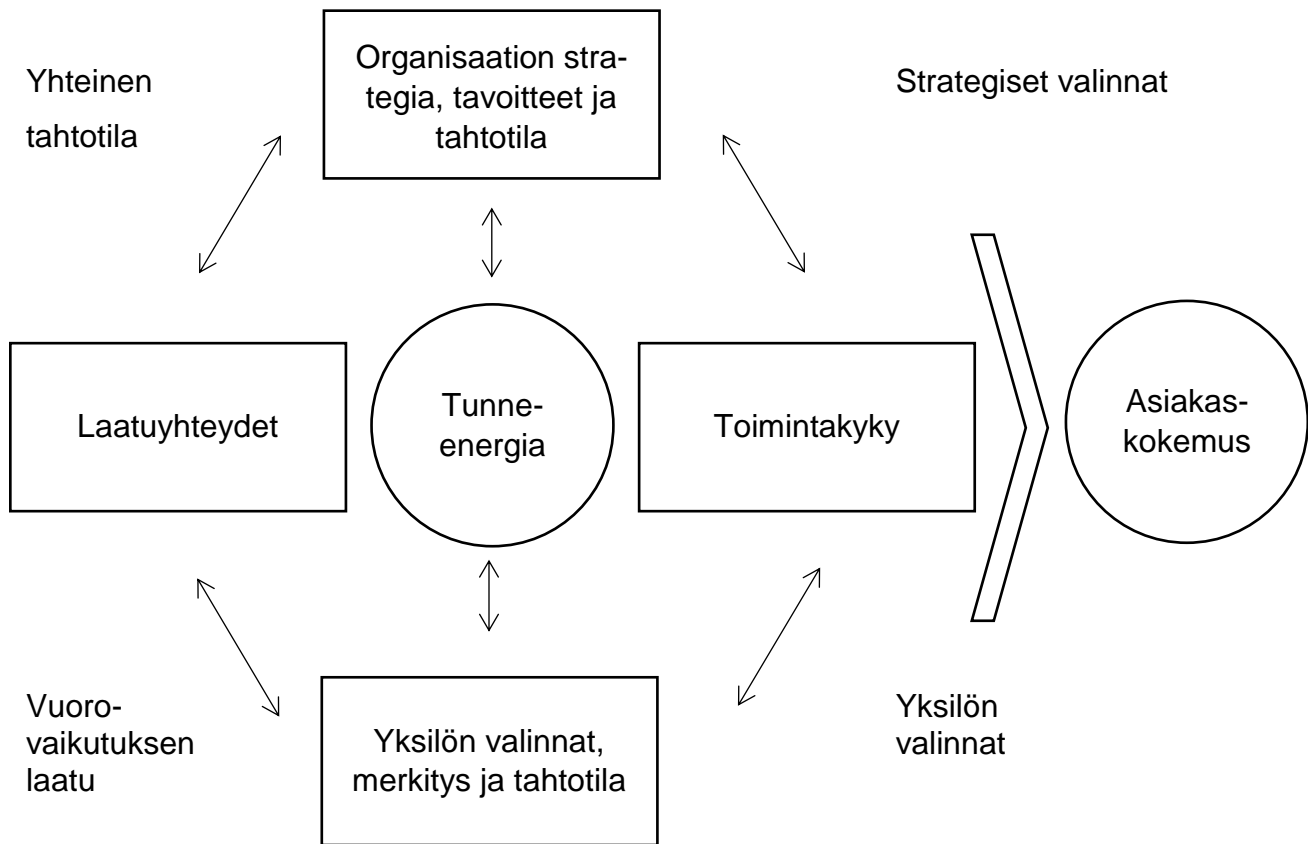 Organisaation stra-
tegia, tavoitteet ja
tahtotila
Yhteinen
tahtotila
Strategiset valinnat
Laatuyhteydet
Tunne-
energia
Toimintakyky
Asiakas-
kokemus
Vuoro-
vaikutuksen
laatu
Yksilön valinnat,
merkitys ja tahtotila
Yksilön
valinnat